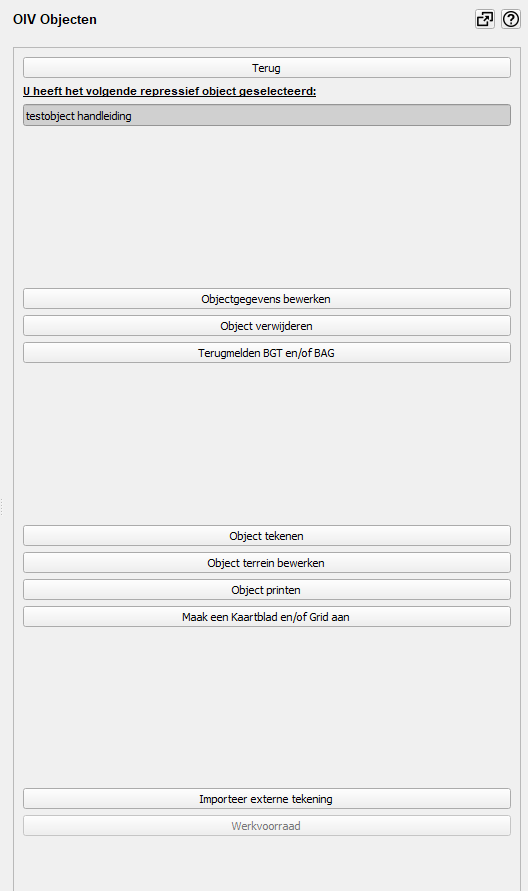 OIV Objecten
Terug
U heeft het volgende repressief object geselecteerd:
testobject handleiding
Objectgegevens bewerken
Object verwijderen
Terugmelden BGT en/of BAG
Object tekenen
Object terrein bewerken
Object printen
Maak een Kaartblad en/of Grid aan
Importeer externe tekening
Werkvoorraad